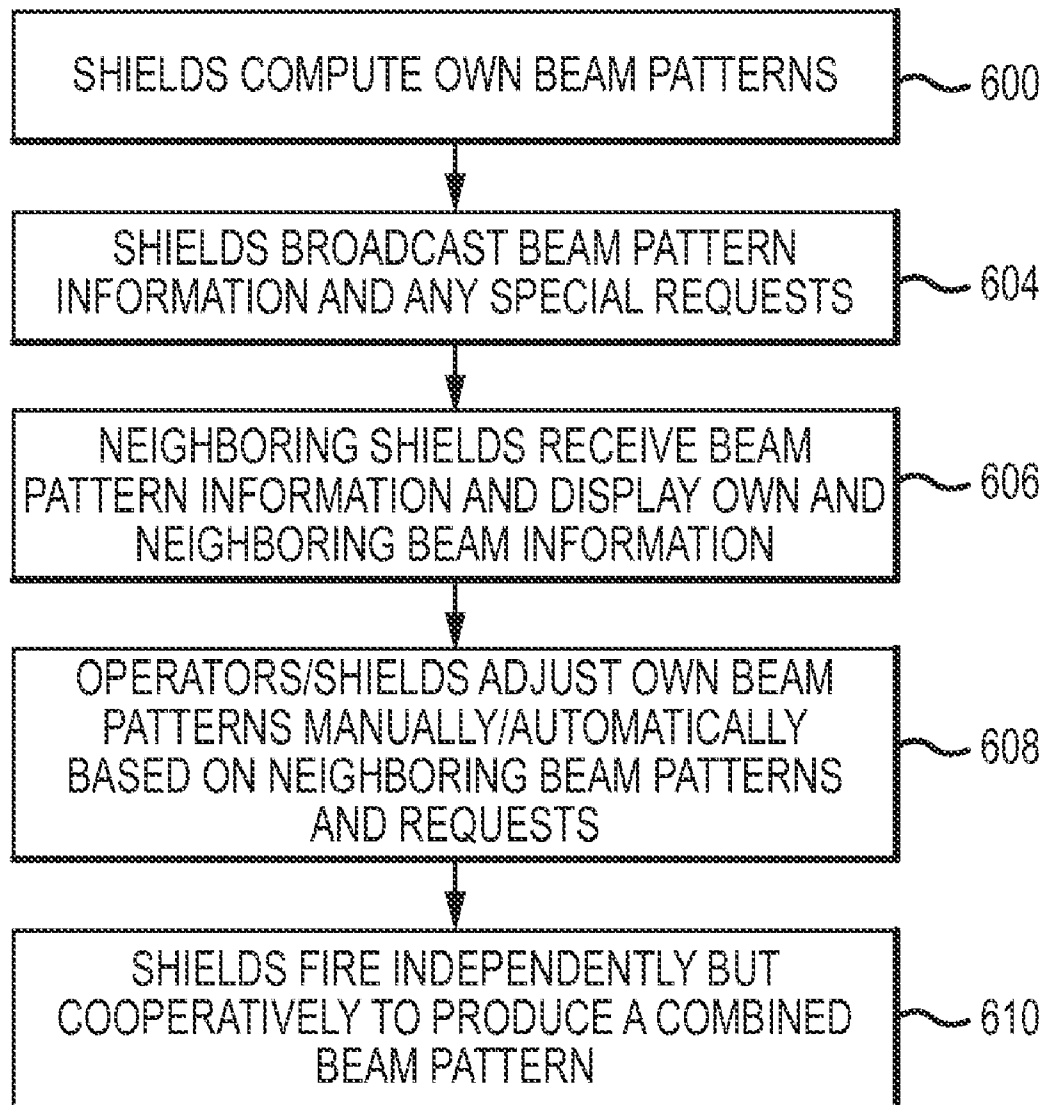 SHIELDS COMPUTE OWN BEAM PATTERNS
600
SHIELDS BROADCAST BEAM PATTERN
INFORMATION AND ANY SPECIAL REQUESTS
604
NEIGHBORING SHIELDS RECEIVE BEAM
PATTERN INFORMATION AND DISPLAY OWN AND
NEIGHBORING BEAM INFORMATION
606
OPERATORS/SHIELDS ADJUST OWN BEAM
PATTERNS MANUALLY/AUTOMATICALLY
BASED ON NEIGHBORING BEAM PATTERNS
AND REQUESTS
608
SHIELDS FIRE INDEPENDENTLY BUT
COOPERATIVELY TO PRODUCE A COMBINED
BEAM PATTERN
610